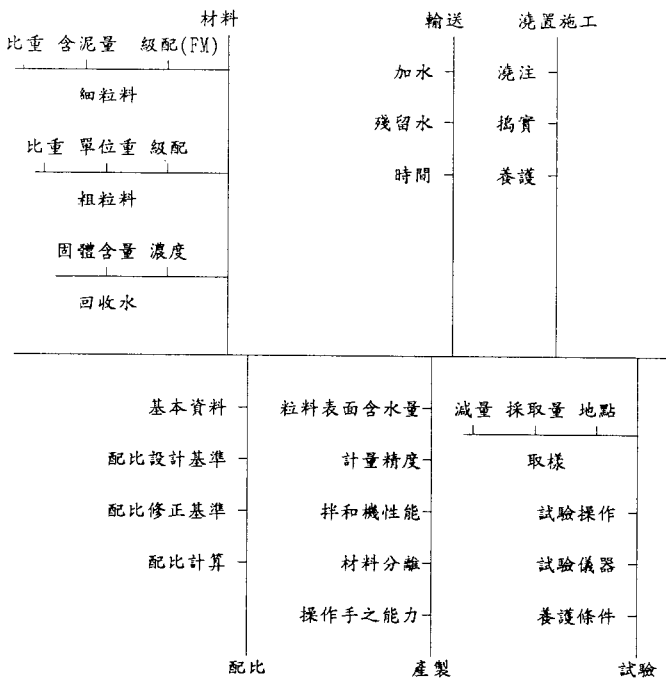 材料 輸送 澆置施工
比重 含泥量 級配(FM)
細粒料
比重 單位重 級配
粗粒料
固體含量 濃度
回收水
加水
殘留水
時間
澆注
搗實
養護
基本資料
配比設計基準
配比修正基準
配比計算
粒料表面含水量
計量精度
拌和機性能
材料分離
操作手之能力
減量 採取量 地點
取樣
試驗操作
試驗儀器
養護條件
配比 產製 試驗